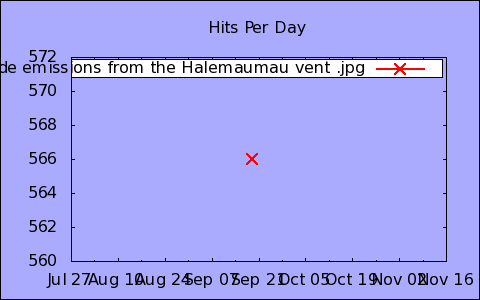 Hits Per Day
572
de emissions from the Halemaumau vent .jpg
570
568
566
564
562
560
Jul 27 Aug 10 Aug 24 Sep 07 Sep 21 Oct 05 Oct 19 Nov 02 Nov 16